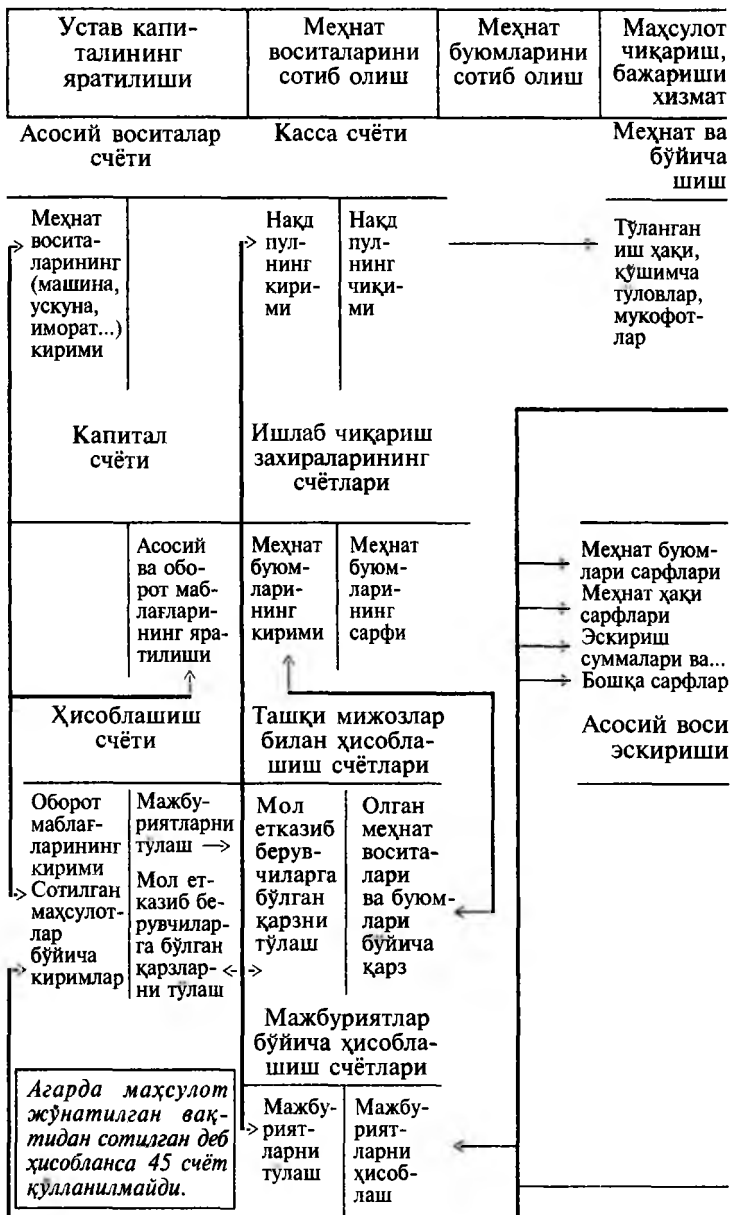 Устав капи-
талининг
яратилиши
Меҳнат
воситаларини
сотиб олиш
Меҳнат
буюмларини
сотиб олиш
Маҳсулот
чиқариш,
бажариши
хизмат
Асосий воситалар
счёти
Касса счёти
Меҳнат ва
бўйича
шиш
Меҳнат
восита-
ларининг
(машина,
ускуна,
иморат...)
кирими
Нақд
пул-
нинг
кири-
ми
Нақд
пул-
нинг
чиқи-
ми
Тўланган
иш ҳақи,
қўшимча
туловлар,
мукофот-
лар
Капитал
счёти
Ишлаб чиқариш
захираларининг
счётлари
Асосий
ва обо-
рот маб-
лағлари-
нинг яра-
тилиши
Меҳнат
буюм-
лари-
нинг
кирими
Меҳнат
буюм-
лари-
нинг
сарфи
Меҳнат буюм-
лари сарфлари
Меҳнат ҳақи
сарфлари
Эскириш
суммалари ва...
Бошқа сарфлар
Ҳисоблашиш
счёти
Ташқи мижозлар
билан ҳисобла-
шиш счётлари
Асосий воси
эскириши
Оборот
маблағ-
ларининг
кирими
Сотилган
маҳсулот-
лар
бўйича
киримлар
Мажбу-
риятларни
тўлаш
Мол ет-
казиб бе-
рувчилар-
га бўлган
қарзлар-
ни тўлаш
Мол
етказиб
берув-
чиларга
бўлган
қарзни
тўлаш
Олган
меҳнат
восита-
лари
ва буюм-
лари
бўйича
қарз
Мажбуриятлар
бўйича ҳисобла-
шиш счётлари
Агарда маҳсулот
жўнатилган вақ-
тидан сотилган деб
ҳисобланса 45 счёт
қулланилмайди.
Мажбу-
рият-
ларни
тулаш
Мажбу-
рият-
ларни
ҳисоб-
лаш